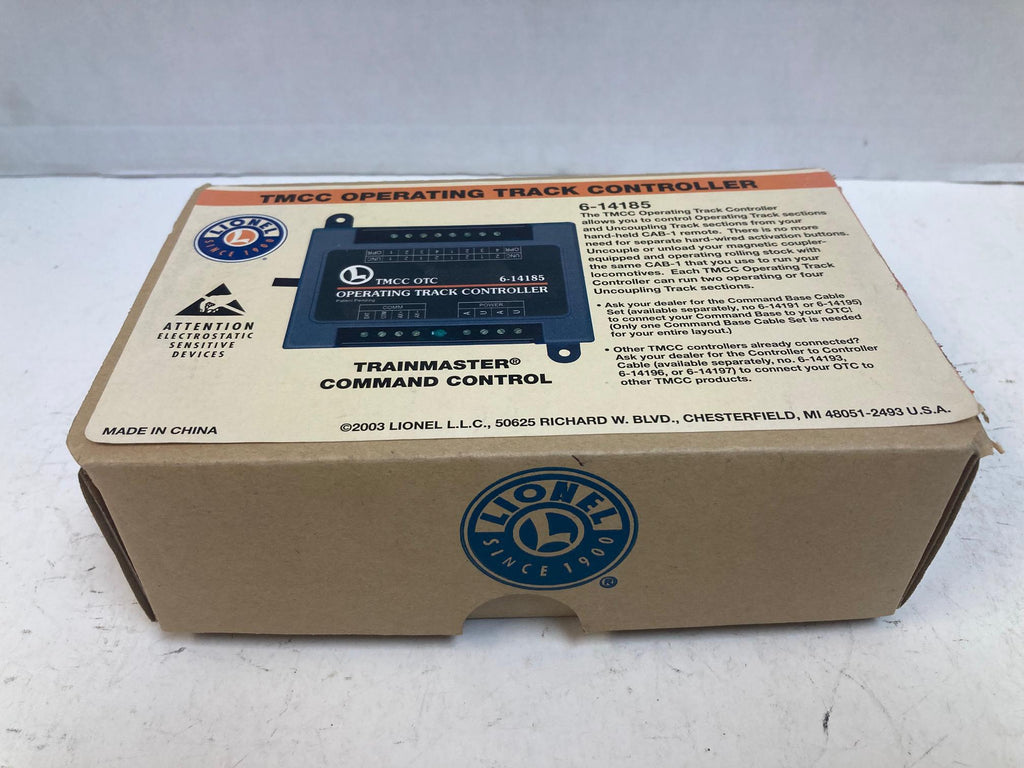 TMCC OPERATING TRACK CONTROLLER
LIONEL
L
SINCE 1900
ATTENTION
ELECTROSTATIC
SENSITIVE
DEVICES
L
TMCC OTC
6-14185
OPERATING TRACK CONTROLLER
Patent Pending
COMM
POWER
A U A U
TRAINMASTER®
COMMAND CONTROL
6-14185
The TMCC Operating Track Controller
allows you to control Operating Track sections
and Uncoupling Track sections from your
hand-held CAB-1 remote. There is no more
need for separate hard-wired activation buttons.
Uncouple or unload your magnetic coupler-
equipped and operating rolling stock with
the same CAB-1 that you use to run your
locomotives. Each TMCC Operating Track
Controller can run two operating or four
Uncoupling Track sections.
• Ask your dealer for the Command Base Cable
Set (available separately, no 6-14191 or 6-14195)
to connect your Command Base to your OTC!
(Only one Command Base Cable Set is needed
for your entire layout.)
• Other TMCC controllers already connected?
Ask your dealer for the Controller to Controller
Cable (available separately, no. 6-14193,
6-14196, or 6-14197) to connect your OTC to
other TMCC products.
MADE IN CHINA
©2003 LIONEL L.L.C., 50625 RICHARD W. BLVD., CHESTERFIELD, MI 48051-2493 U.S.A.
LIONEL
L
SINCE 1900
®